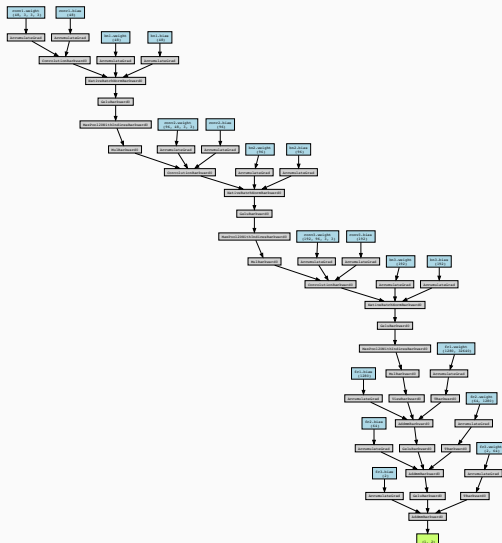 conv1.weight
(48, 3, 3, 3)
conv1.bias
(48)
AccumulateGrad
AccumulateGrad
bn1.weight
(48)
bn1.bias
(48)
ConvolutionBackward0
AccumulateGrad
AccumulateGrad
NativeBatchNormBackward0
GeluBackward0
MaxPool2DWithIndicesBackward0
conv2.weight
(96, 48, 3, 3)
conv2.bias
(96)
MulBackward0
AccumulateGrad
AccumulateGrad
bn2.weight
(96)
bn2.bias
(96)
ConvolutionBackward0
AccumulateGrad
AccumulateGrad
NativeBatchNormBackward0
GeluBackward0
MaxPool2DWithIndicesBackward0
conv3.weight
(192, 96, 3, 3)
conv3.bias
(192)
MulBackward0
AccumulateGrad
AccumulateGrad
bn3.weight
(192)
bn3.bias
(192)
ConvolutionBackward0
AccumulateGrad
AccumulateGrad
NativeBatchNormBackward0
GeluBackward0
MaxPool2DWithIndicesBackward0
fc1.weight
fc1.bias
(1280)
MulBackward0
AccumulateGrad
fc2.weight
(64, 1280)
AccumulateGrad
ViewBackward0
TBackward0
fc2.bias
(64)
AddmmBackward0
AccumulateGrad
fc3.weight
(2, 64)
AccumulateGrad
GeluBackward0
TBackward0
fc3.bias
(2)
AddmmBackward0
AccumulateGrad
AccumulateGrad
GeluBackward0
TBackward0
AddmmBackward0